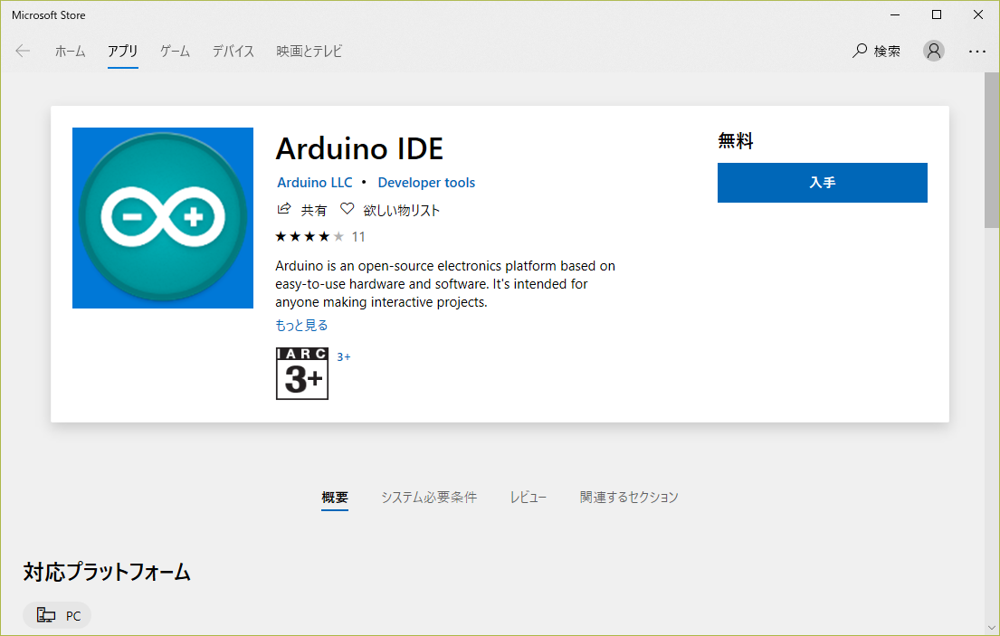 Microsoft Store
ホーム アプリ ゲーム デバイス 映画とテレビ 検索
Arduino IDE
無料
Arduino LLC • Developer tools
入手
共有 欲しい物リスト
★★★★★ 11
Arduino is an open-source electronics platform based on
easy-to-use hardware and software. It's intended for
anyone making interactive projects.
もっと見る
IARC
3+
3+
概要 システム必要条件 レビュー 関連するセクション
対応プラットフォーム
PC